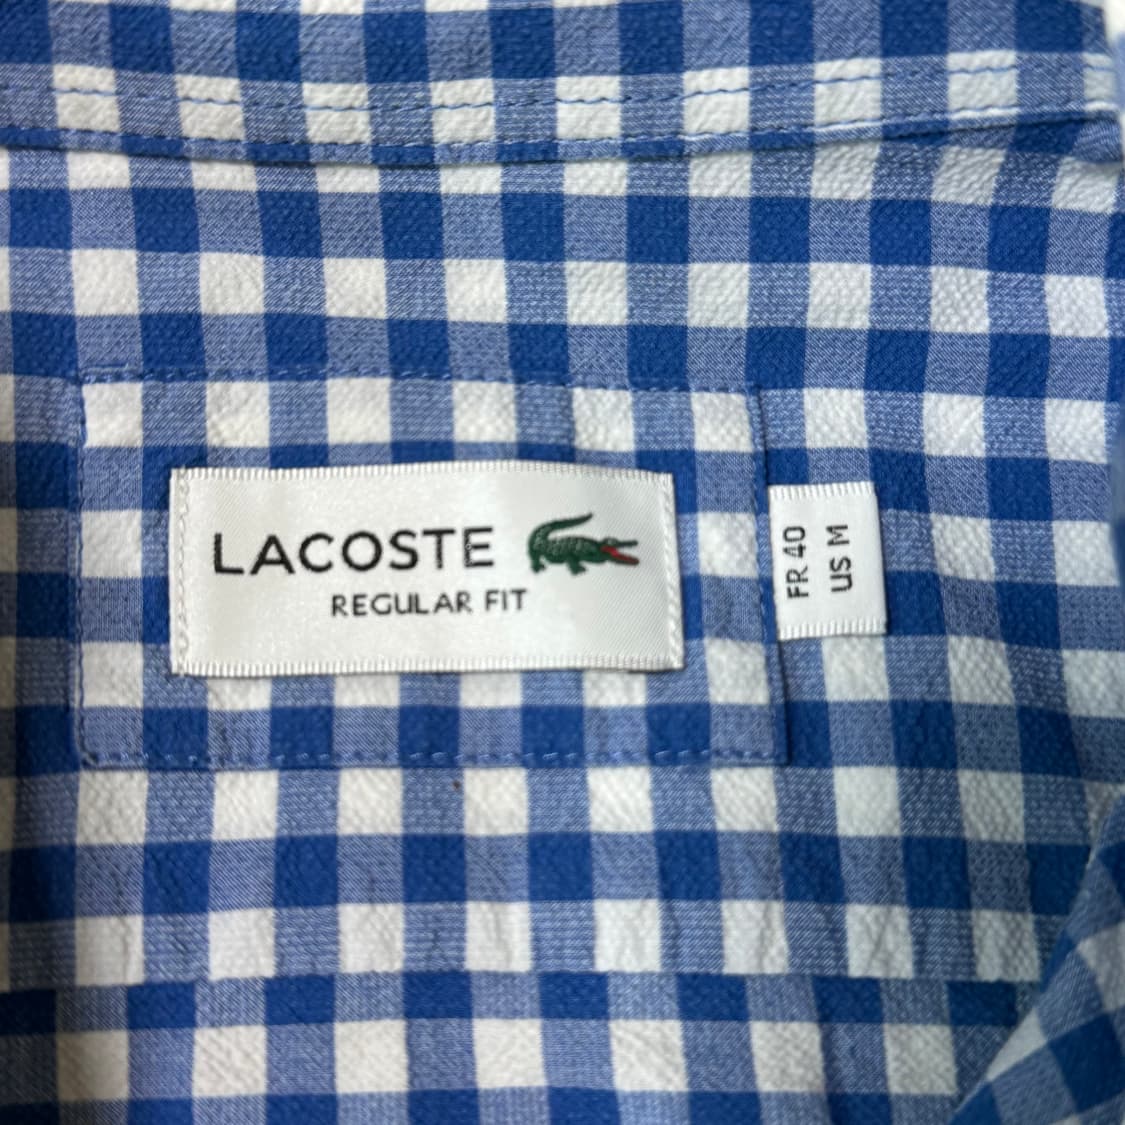 LACOSTE
REGULAR FIT
FR 40
US M